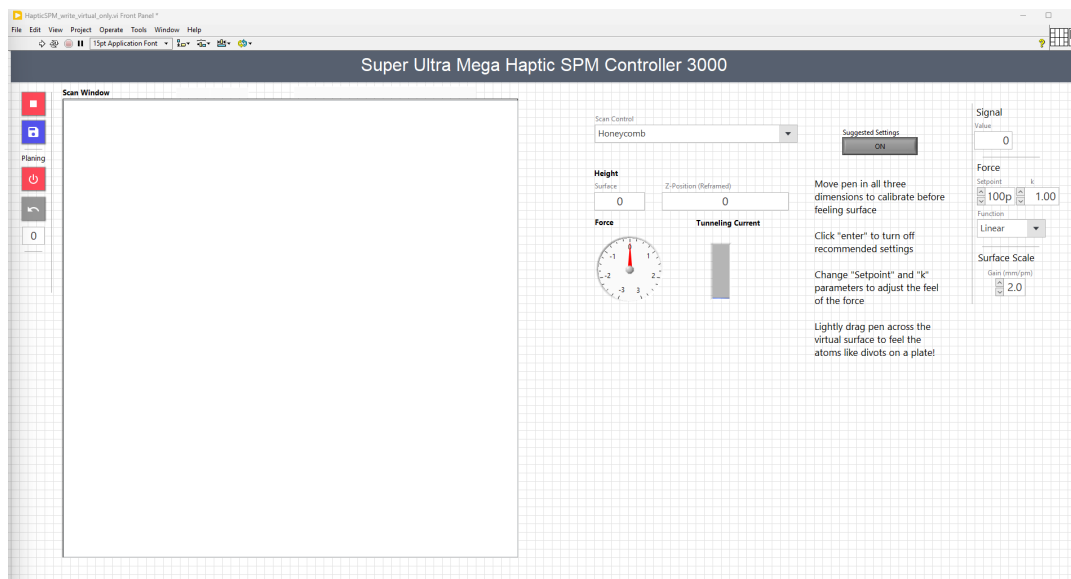 HapticSPM_write_virtual_only.vi Front Panel *
File Edit View Project Operate Tools Window Help
15pt Application Font
?
Super Ultra Mega Haptic SPM Controller 3000
Scan Window
Planing
0
Scan Control
Honeycomb
Height
Surface
Z-Position (Reframed)
0
0
Force
Tunneling Current
-3 -2 -1 0 1 2 3
Suggested Settings
ON
Move pen in all three
dimensions to calibrate before
feeling surface
Click "enter" to turn off
recommended settings
Change "Setpoint" and "k"
parameters to adjust the feel
of the force
Lightly drag pen across the
virtual surface to feel the
atoms like divots on a plate!
Signal
Value
0
Force
Setpoint k
100p 1.00
Function
Linear
Surface Scale
Gain (mm/pm)
2.0